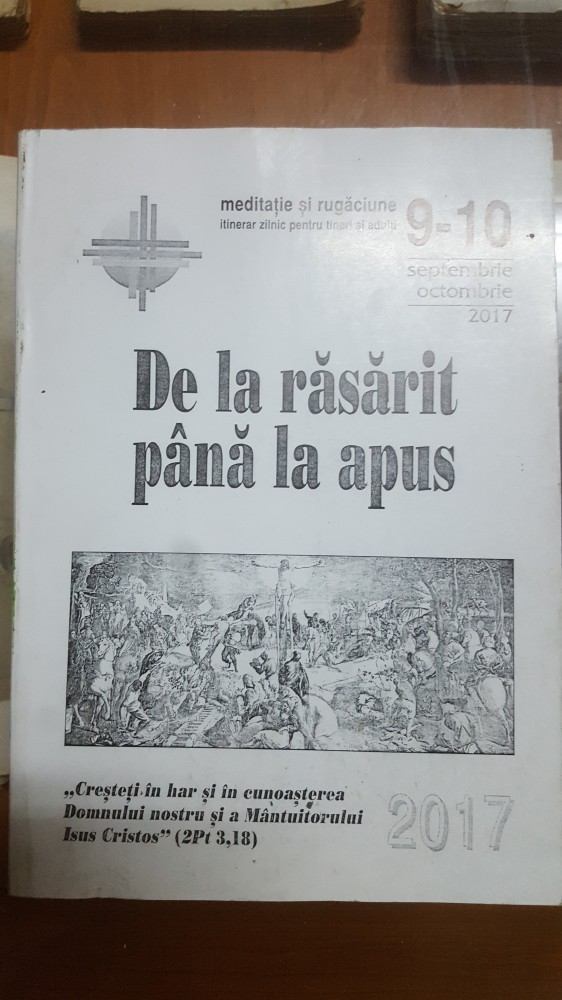 meditație și rugăciune
itinerar zilnic pentru tineri și adulți
9-10
septembrie
octombrie
2017
De la răsărit
până la apus
„Creșteți în har și în cunoașterea
Domnului nostru și a Mântuitorului
Isus Cristos” (2Pt 3,18)
2017